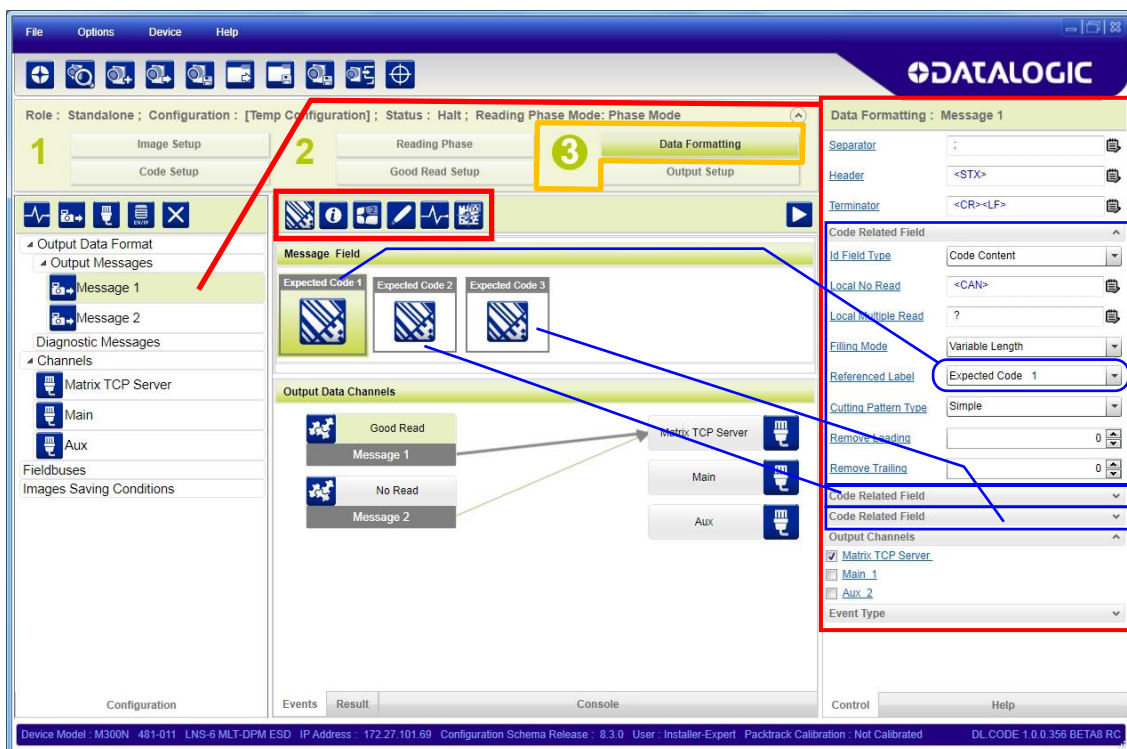 File Options Device Help
DATALOGIC
Role : Standalone ; Configuration : [Temp Configuration] ; Status : Halt ; Reading Phase Mode: Phase Mode
1
Image Setup
Code Setup
2
Reading Phase
Good Read Setup
3
Data Formatting
Output Setup
EN/IP
Output Data Format
Output Messages
Message 1
Message 2
Diagnostic Messages
Channels
Matrix TCP Server
Main
Aux
Fieldbuses
Images Saving Conditions
Configuration
Message Field
Expected Code 1 Expected Code 2 Expected Code 3
Output Data Channels
Good Read
Message 1
No Read
Message 2
Matrix TCP Server
Main
Aux
Events Result Console
Data Formatting : Message 1
Separator ;
Header <STX>
Terminator <CR><LF>
Code Related Field
Id Field Type Code Content
Local No Read <CAN>
Local Multiple Read ?
Filling Mode Variable Length
Referenced Label Expected Code 1
Cutting Pattern Type Simple
Remove Leading 0
Remove Trailing 0
Code Related Field
Code Related Field
Output Channels
Matrix TCP Server
Main 1
Aux 2
Event Type
Control Help
Device Model : M300N 481-011 LNS-6 MLT-DPM ESD IP Address : 172.27.101.69 Configuration Schema Release : 8.3.0 User : Installer-Expert Packtrack Calibration : Not Calibrated DL.CODE 1.0.0.356 BETA8 RC